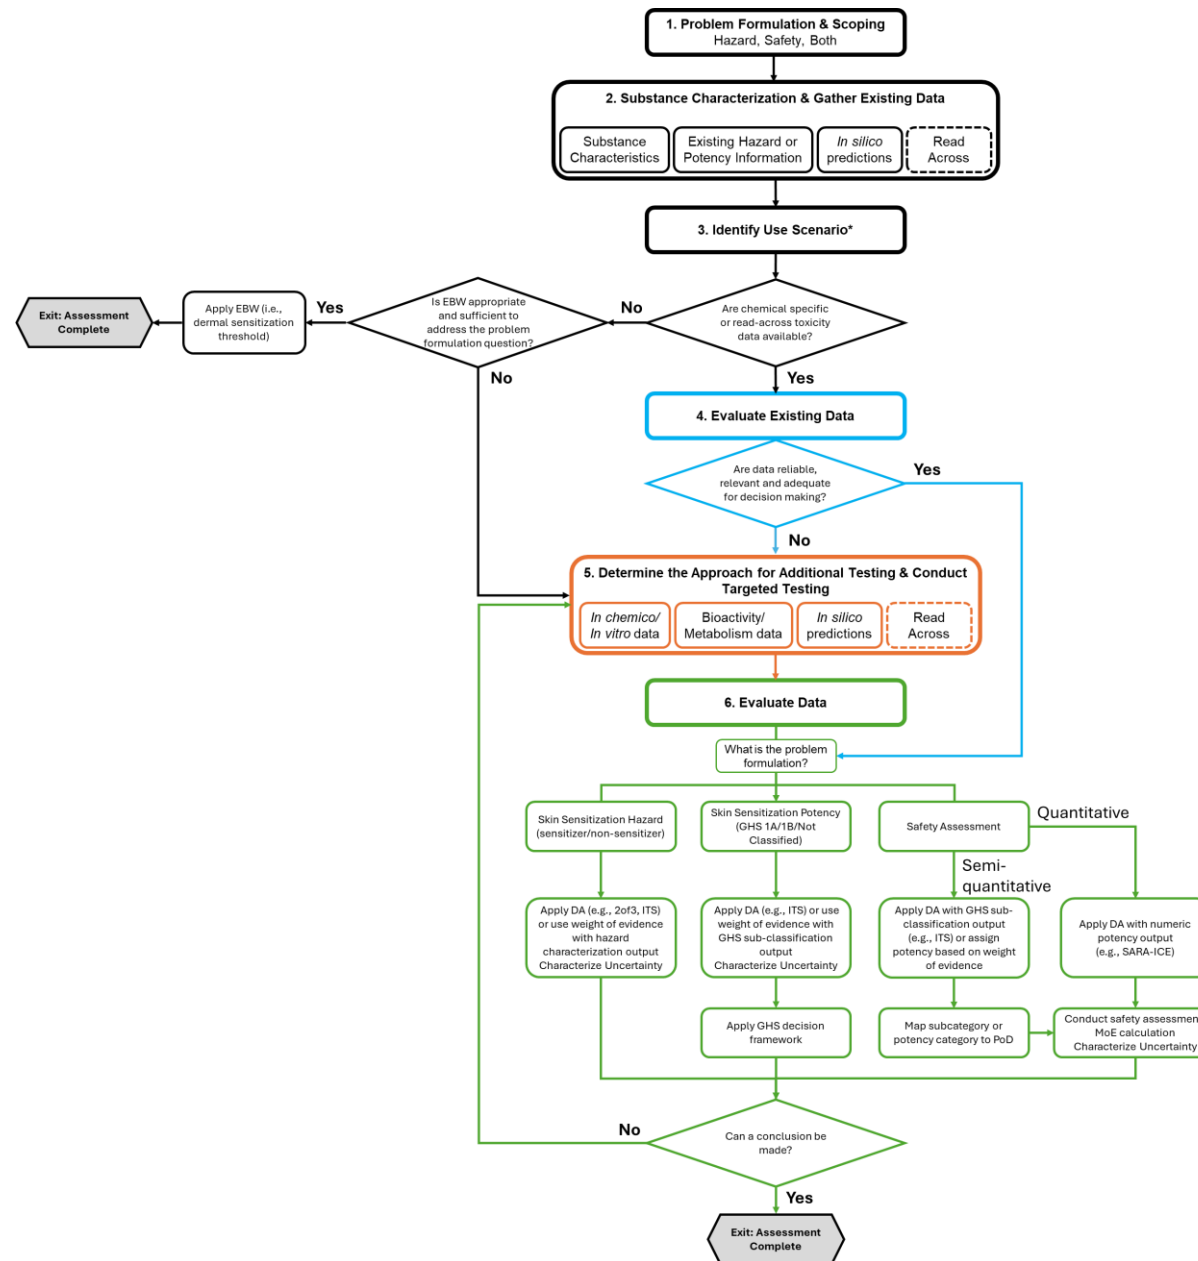 1. Problem Formulation & Scoping
Hazard, Safety, Both
2. Substance Characterization & Gather Existing Data
Substance
Characteristics
Existing Hazard or
Potency Information
In silico
predictions
Read
Across
3. Identify Use Scenario*
Are chemical specific
or read-across toxicity
data available?
No
Is EBW appropriate
and sufficient to
address the problem
formulation question?
Yes
Apply EBW (i.e.,
dermal sensitization
threshold)
Exit: Assessment
Complete
No
Yes
4. Evaluate Existing Data
Are data reliable,
relevant and adequate
for decision making?
Yes
No
5. Determine the Approach for Additional Testing & Conduct
Targeted Testing
In chemico/
In vitro data
Bioactivity/
Metabolism data
In silico
predictions
Read
Across
6. Evaluate Data
What is the problem
formulation?
Skin Sensitization Hazard
(sensitizer/non-sensitizer)
Skin Sensitization Potency
(GHS 1A/1B/Not
Classified)
Safety Assessment
Quantitative
Semi-
quantitative
Apply DA (e.g., 2of3, ITS)
or use weight of evidence
with hazard
characterization output
Characterize Uncertainty
Apply DA (e.g., ITS) or use
weight of evidence with
GHS sub-classification
output
Characterize Uncertainty
Apply DA with GHS sub-
classification output
(e.g., ITS) or assign
potency based on weight
of evidence
Apply DA with numeric
potency output
(e.g., SARA-ICE)
Apply GHS decision
framework
Map subcategory or
potency category to PoD
Conduct safety assessmen
MoE calculation
Characterize Uncertainty
Can a conclusion be
made?
No
Yes
Exit: Assessment
Complete